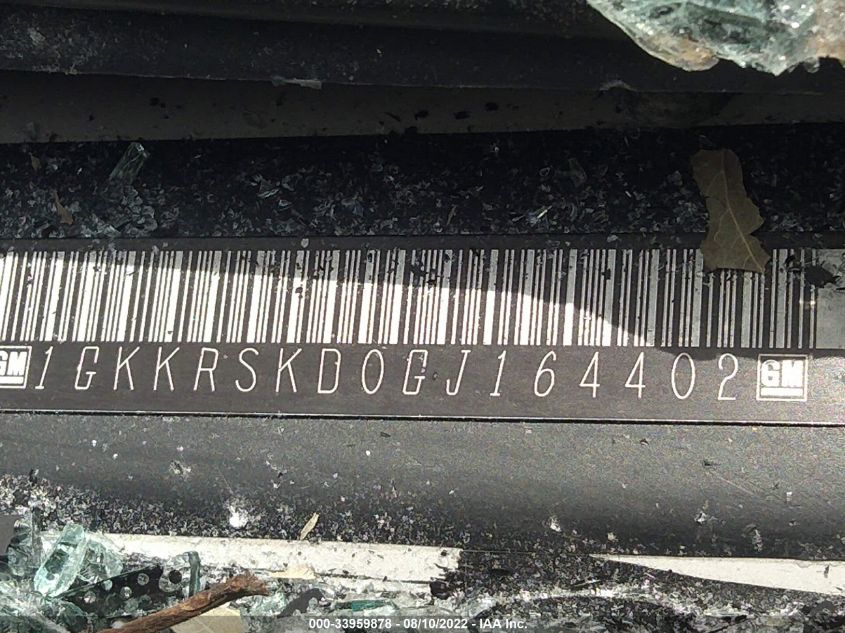 GM 1GKKRSKD0GJ164402 GM
000-33959878 - 08/10/2022 - IAA Inc.